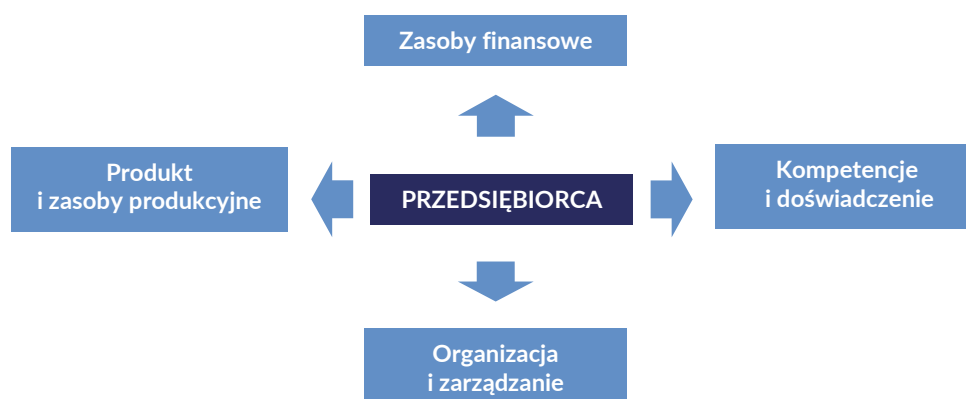 Zasoby finansowe
Produkt
i zasoby produkcyjne
PRZEDSIĘBIORCA
Kompetencje
i doświadczenie
Organizacja
i zarządzanie